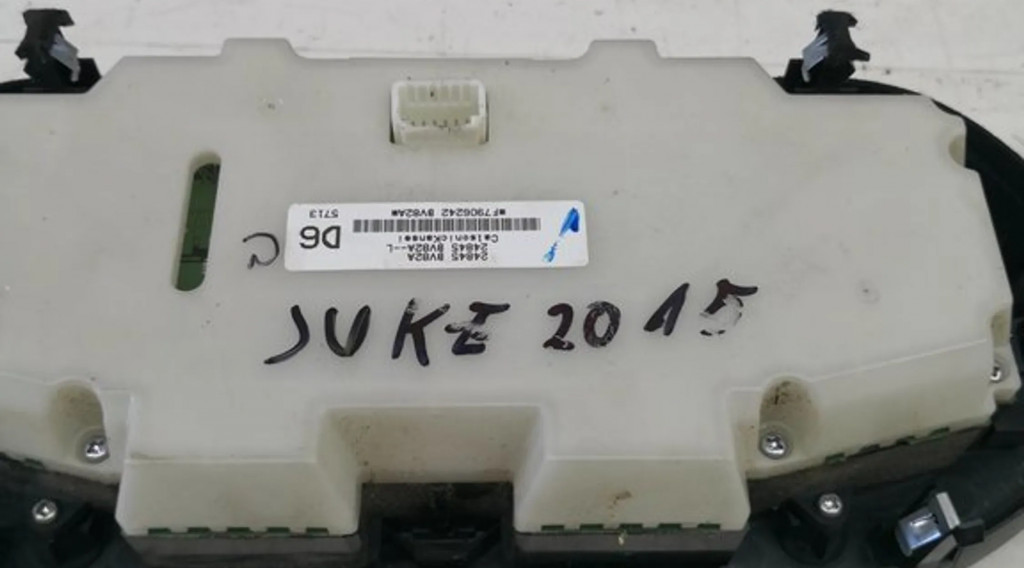 24845 BV82A
24845 BV82A--L
CalsonicKansei
D6
*F7906242 BV82A*
5713
JUKE 2015